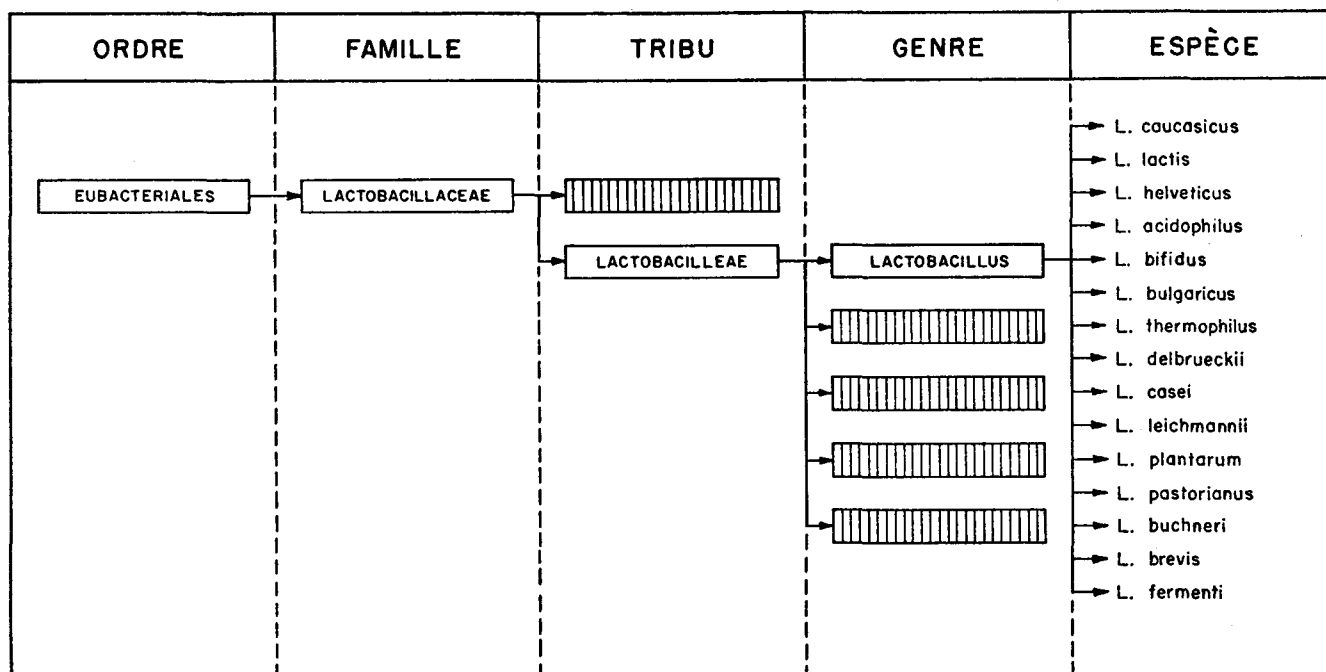 ORDRE FAMILLE TRIBU GENRE ESPÈCE
L. caucasicus
L. lactis
EUBACTERIALES LACTOBACILLACEAE L. helveticus
L. acidophilus
LACTOBACILLEAE LACTOBACILLUS L. bifidus
L. bulgaricus
L. thermophilus
L. delbrueckii
L. casei
L. leichmannii
L. plantarum
L. pastorianus
L. buchneri
L. brevis
L. fermenti